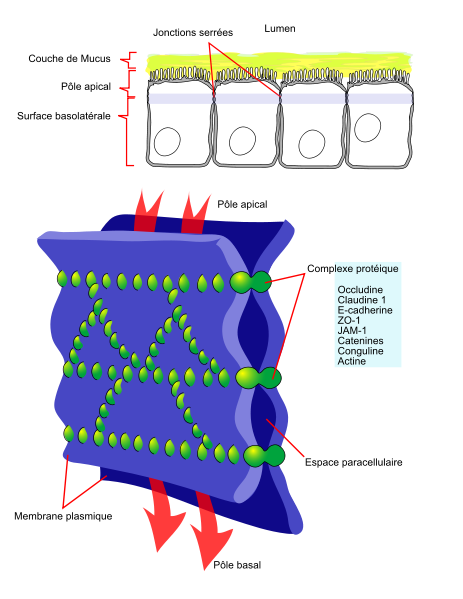 Lumen
Jonctions serrées
Couche de Mucus
Pôle apical
Surface basolatérale
Pôle apical
Complexe protéique
Occludine
Claudine 1
E-cadherine
ZO-1
JAM-1
Catenines
Conguline
Actine
Espace paracellulaire
Membrane plasmique
Pôle basal